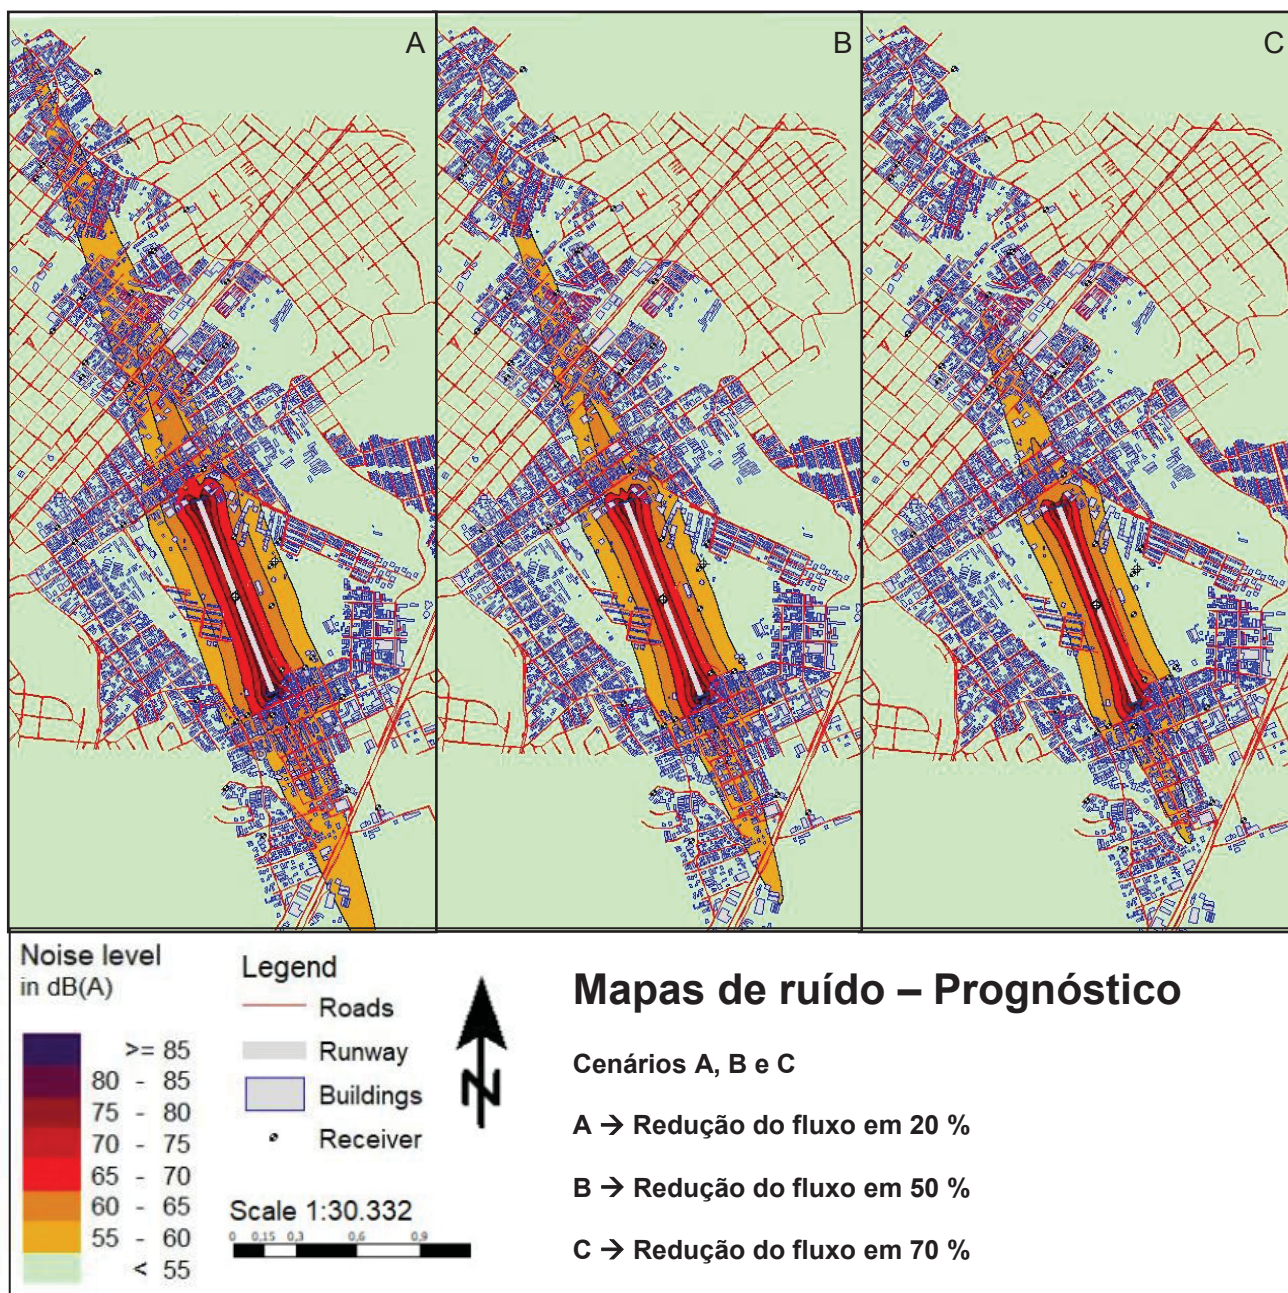 A
B
C
Noise level
in dB(A)
>= 85
80 - 85
75 - 80
70 - 75
65 - 70
60 - 65
55 - 60
< 55
Legend
Roads
Runway
Buildings
Receiver
N
Scale 1:30.332
0 0,15 0,3 0,6 0,9
Mapas de ruído – Prognóstico
Cenários A, B e C
A → Redução do fluxo em 20 %
B → Redução do fluxo em 50 %
C → Redução do fluxo em 70 %